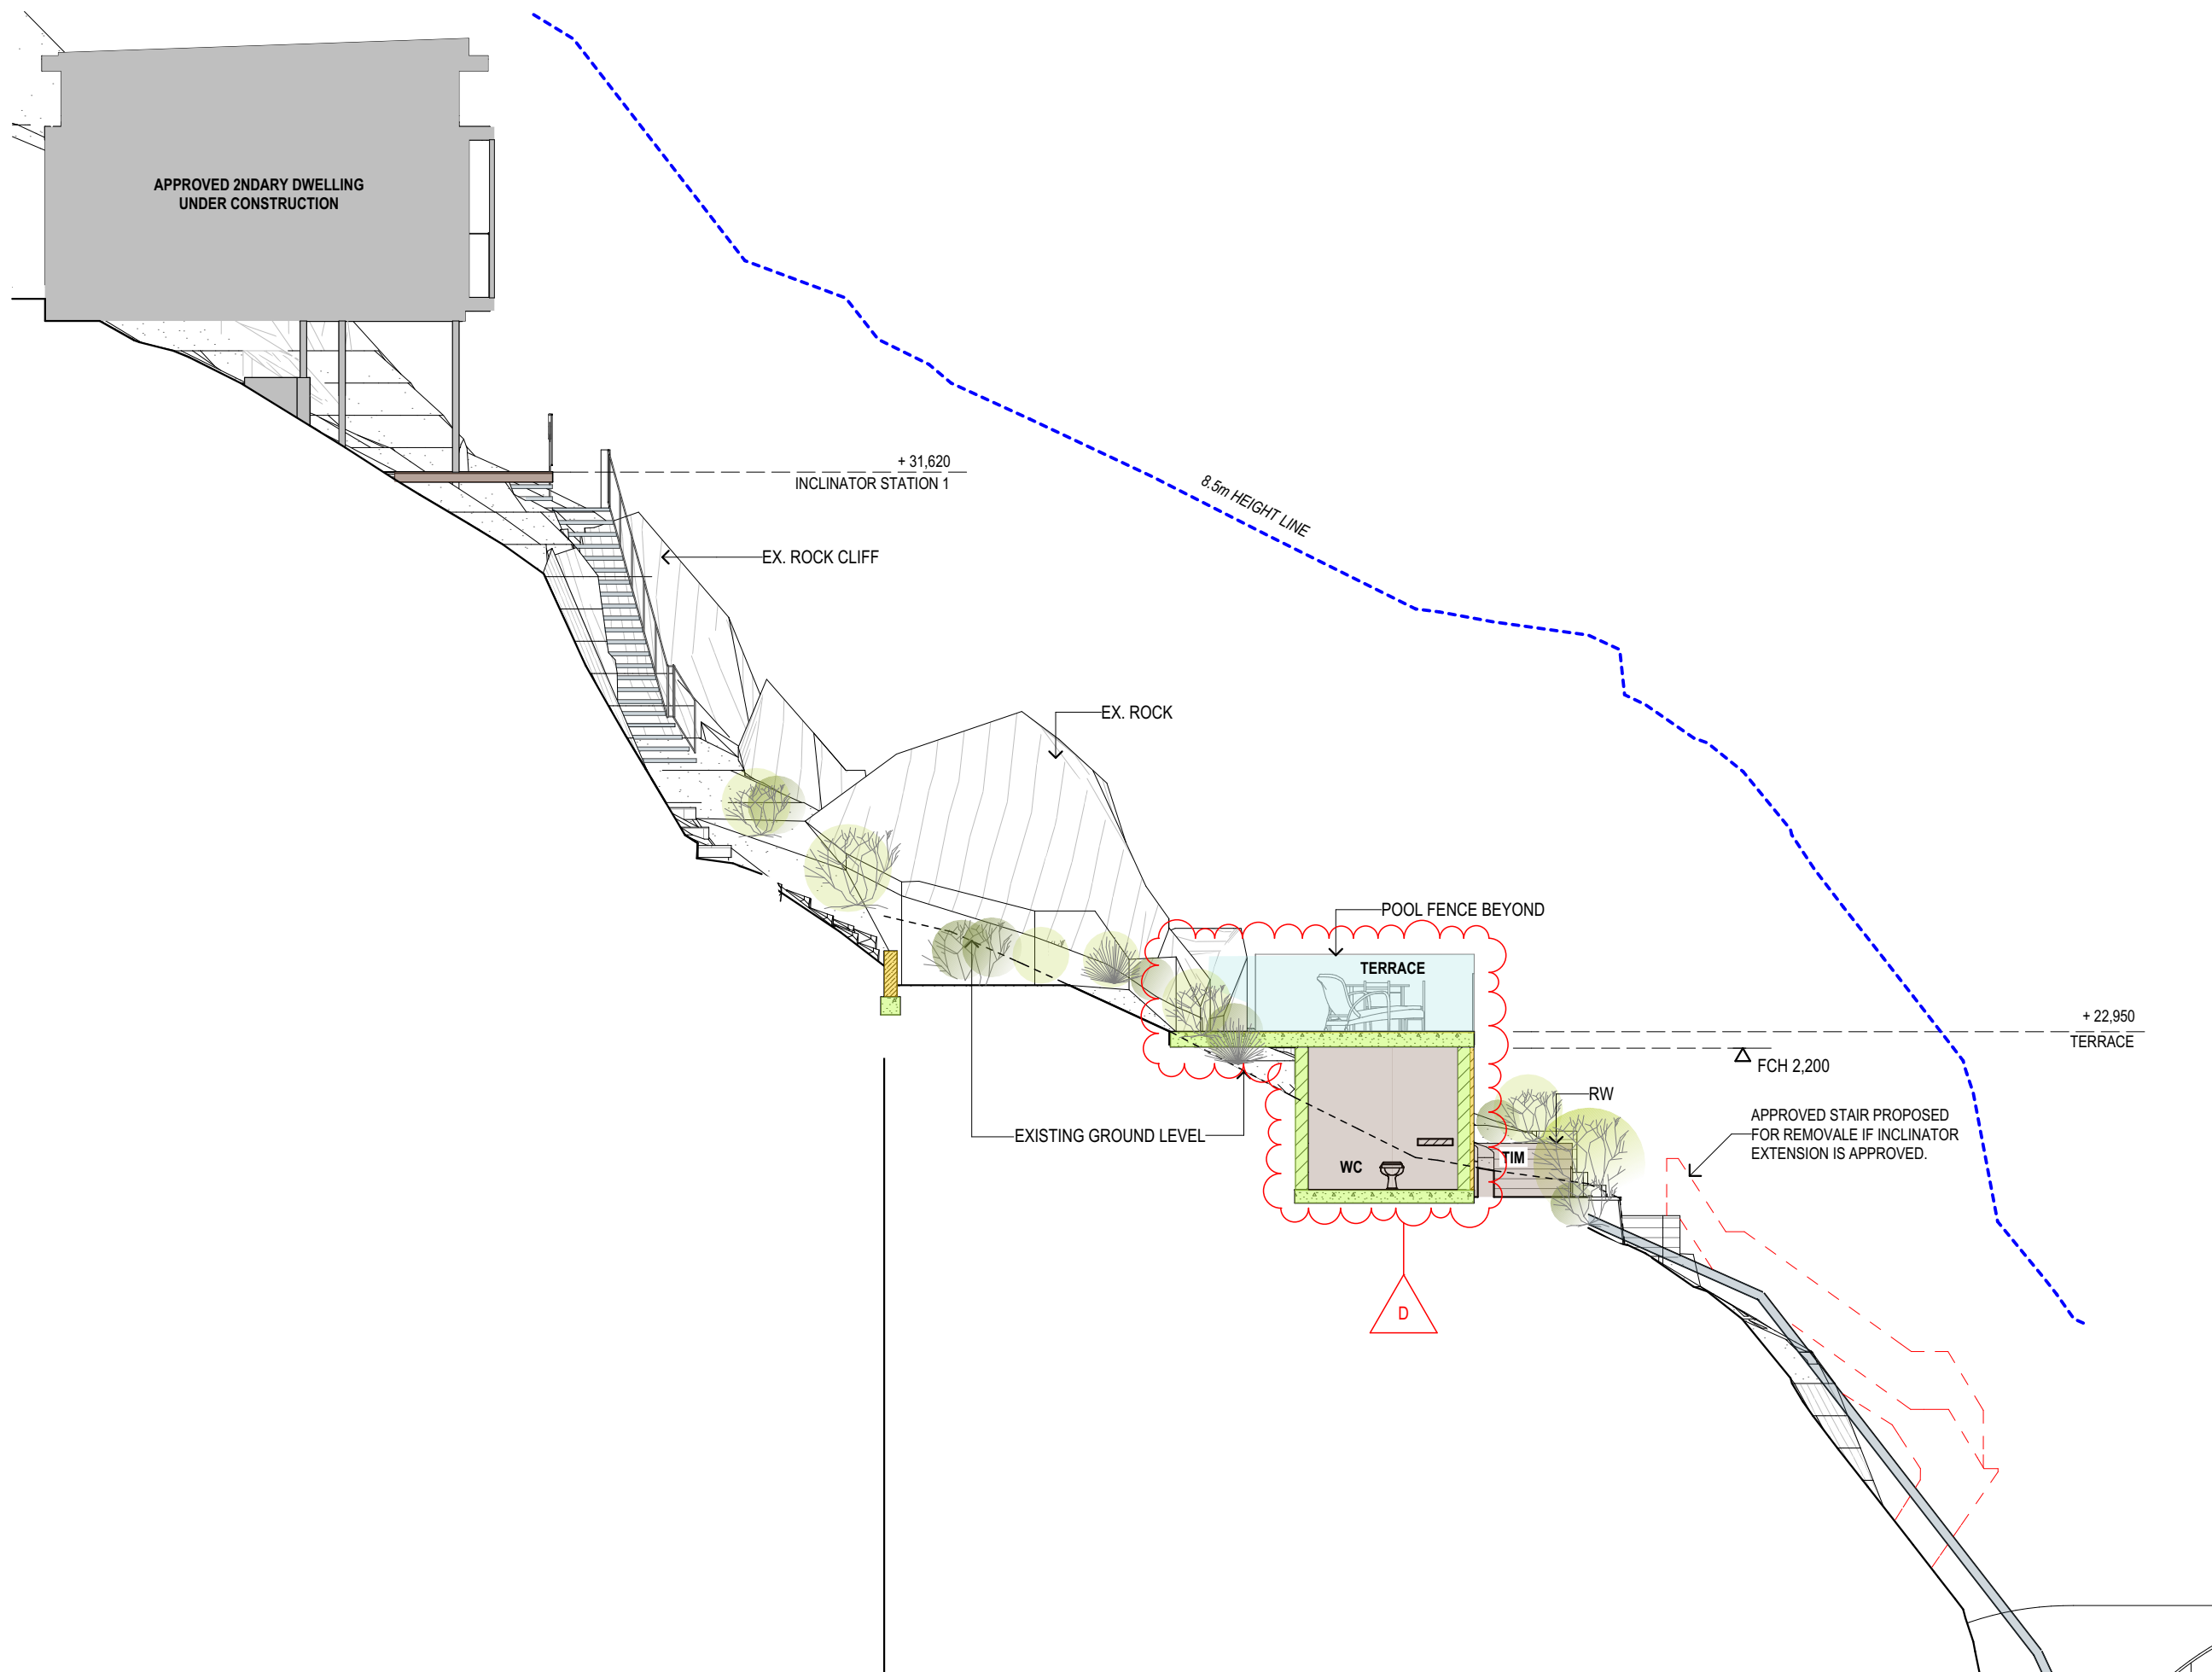 APPROVED 2NDARY DWELLING
UNDER CONSTRUCTION
8.5m HEIGHT LINE
+ 31,620
INCLINATOR STATION 1
EX. ROCK CLIFF
EX. ROCK
POOL FENCE BEYOND
TERRACE
+ 22,950
TERRACE
FCH 2,200
RW
APPROVED STAIR PROPOSED
FOR REMOVALE IF INCLINATOR
EXTENSION IS APPROVED.
EXISTING GROUND LEVEL
WC
TIM
D